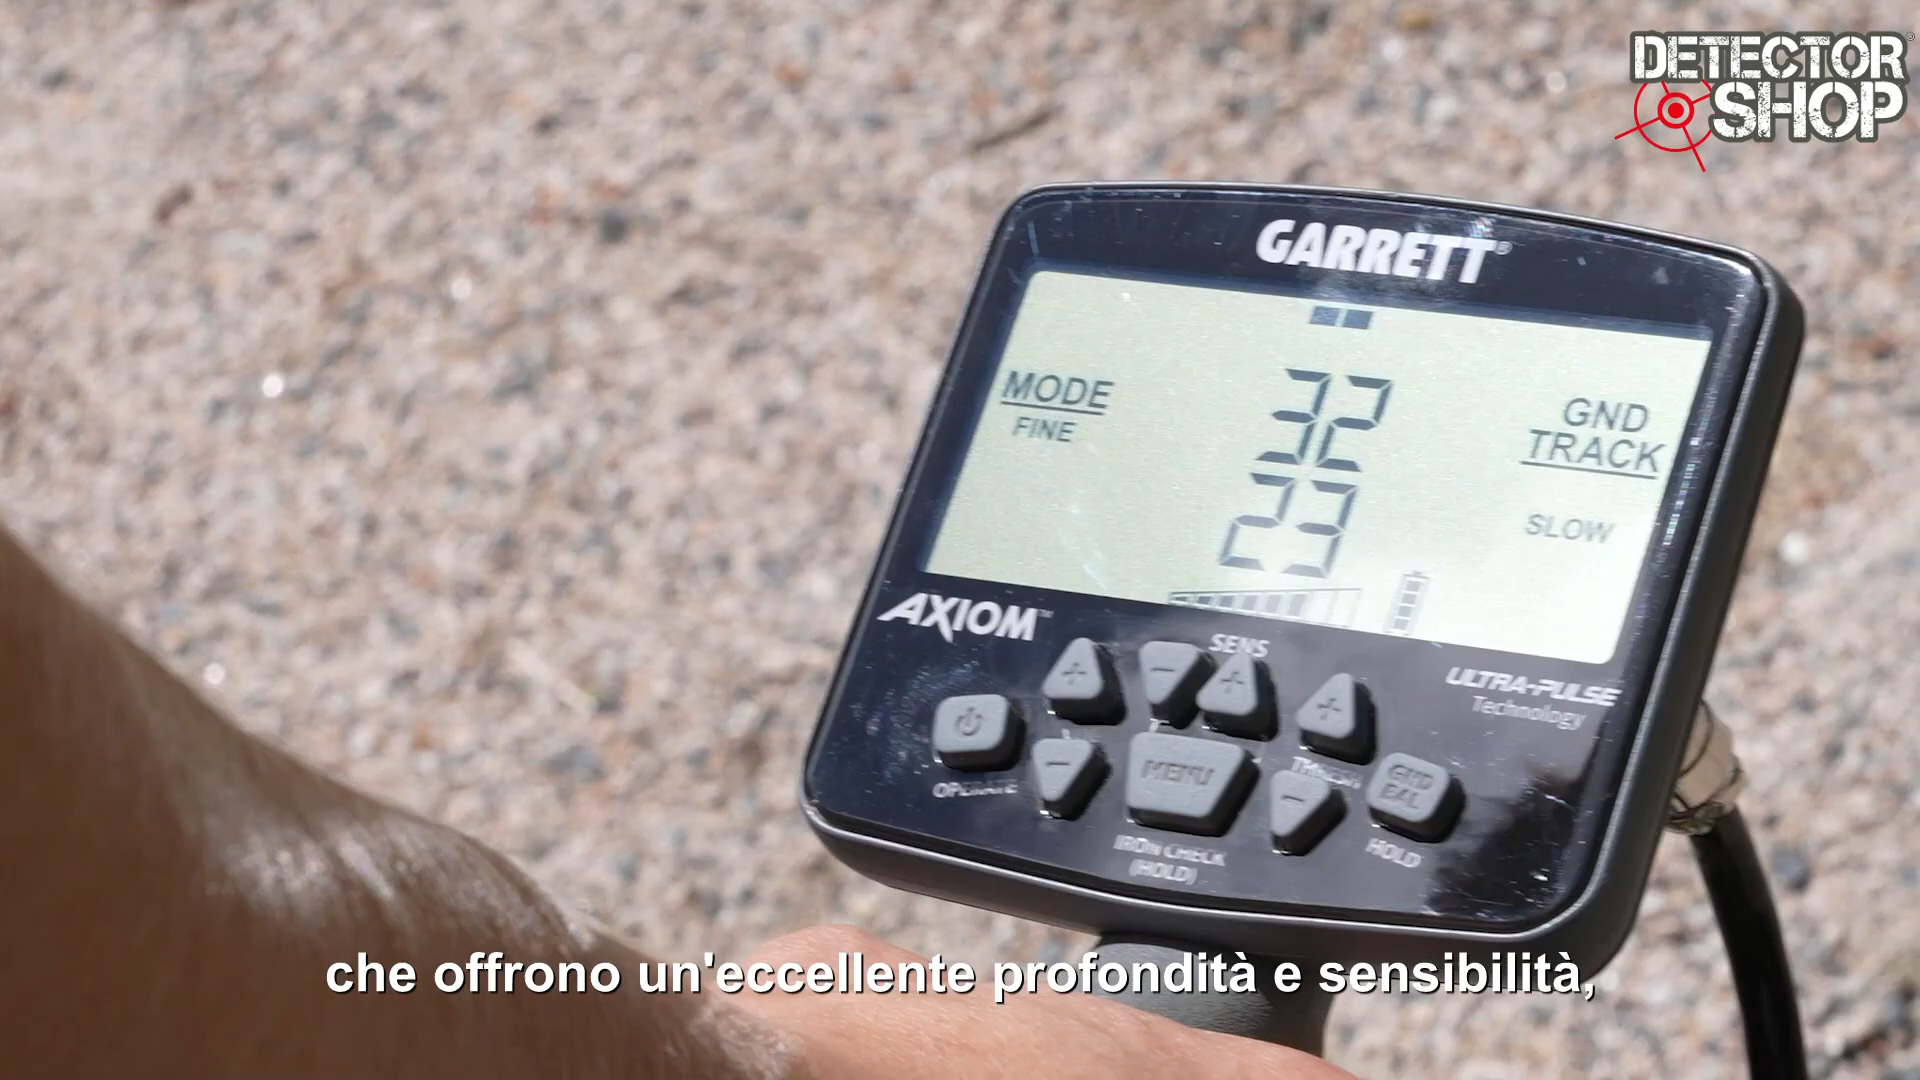 DETECTOR
SHOP
GARRETT®
MODE
FINE
32
23
GND
TRACK
SLOW
AXIOM™
SENS
ULTRA-PULSE
Technology
OPERATE
MENU
THRESH
GND
BAL
IRON CHECK
(HOLD)
HOLD
che offrono un'eccellente profondità e sensibilità,